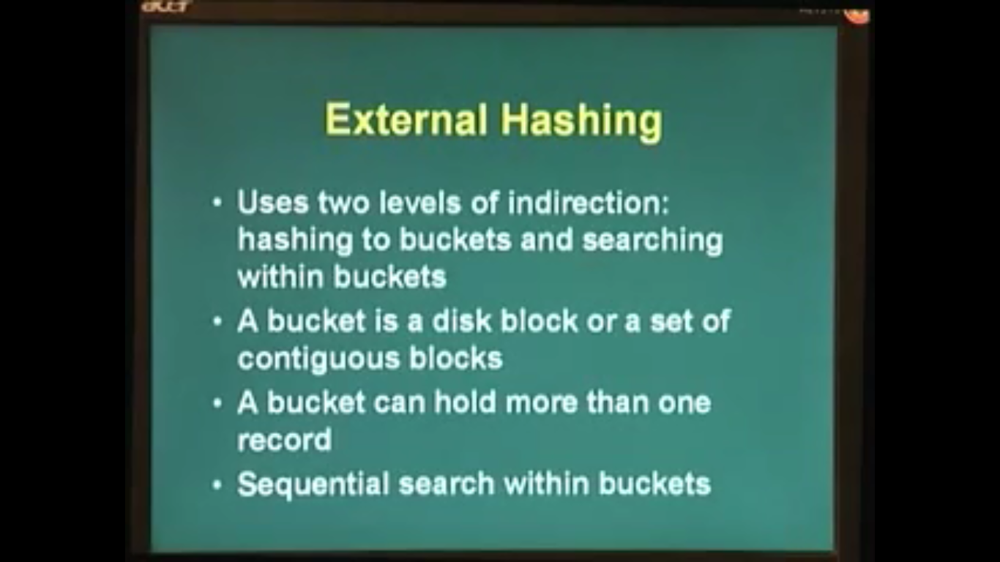 acer
External Hashing
• Uses two levels of indirection:
hashing to buckets and searching
within buckets
• A bucket is a disk block or a set of
contiguous blocks
• A bucket can hold more than one
record
• Sequential search within buckets